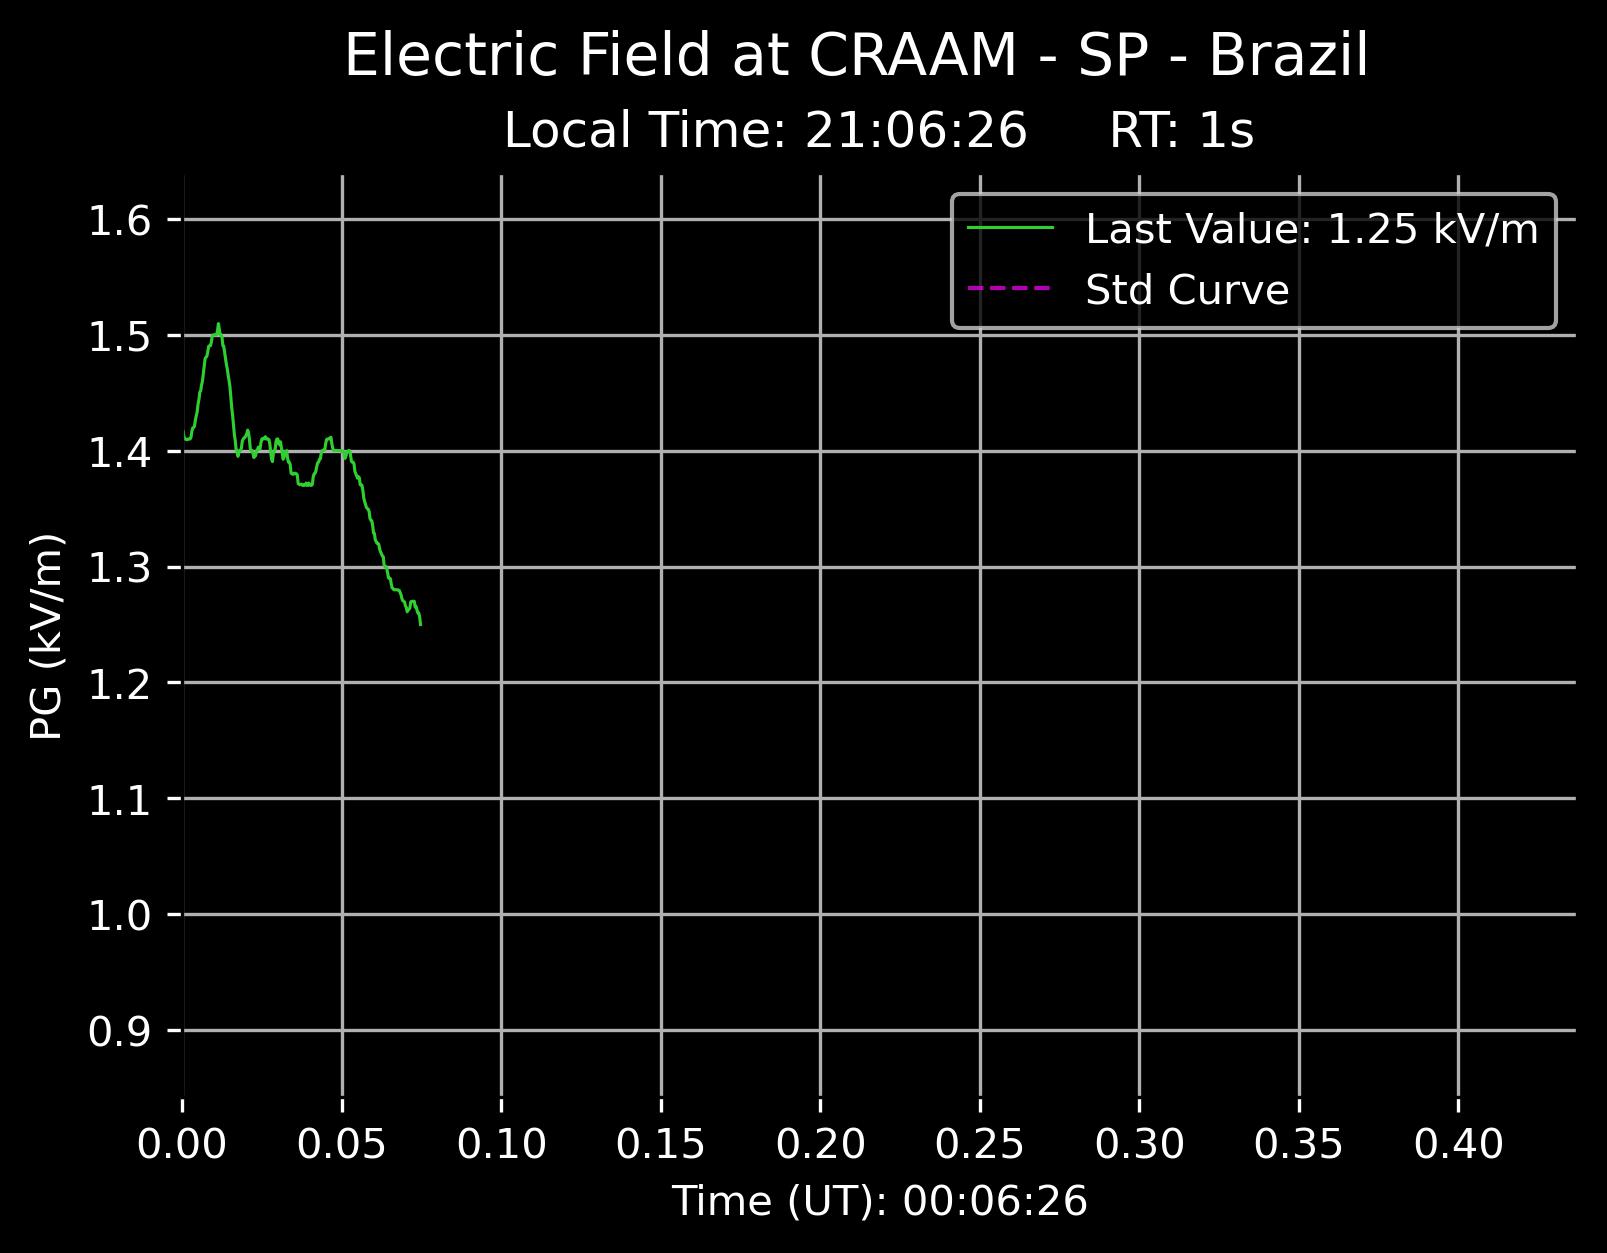 Electric Field at CRAAM - SP - Brazil
Local Time: 21:06:26 RT: 1s
Last Value: 1.25 kV/m
Std Curve
PG (kV/m)
1.6
1.5
1.4
1.3
1.2
1.1
1.0
0.9
0.00 0.05 0.10 0.15 0.20 0.25 0.30 0.35 0.40
Time (UT): 00:06:26